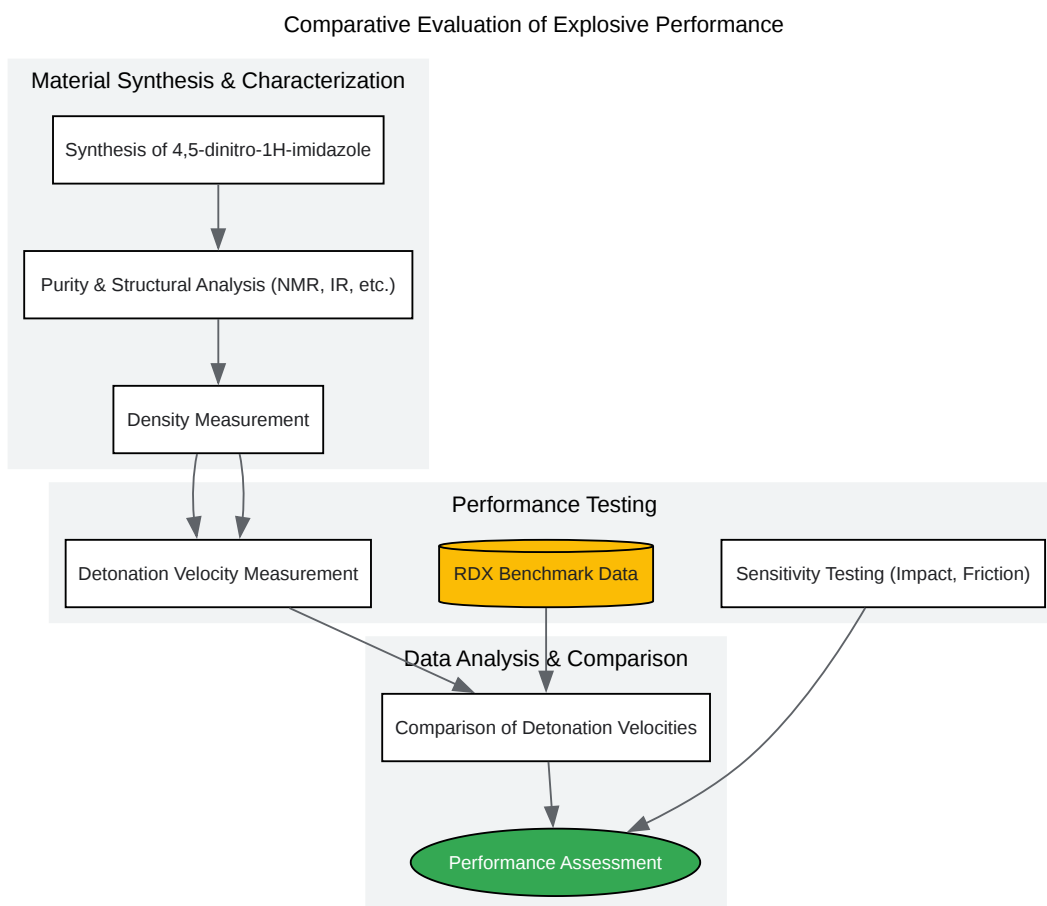 Comparative Evaluation of Explosive Performance
Material Synthesis & Characterization
Synthesis of 4,5-dinitro-1H-imidazole
Purity & Structural Analysis (NMR, IR, etc.)
Density Measurement
Performance Testing
Detonation Velocity Measurement
RDX Benchmark Data
Sensitivity Testing (Impact, Friction)
Data Analysis & Comparison
Comparison of Detonation Velocities
Performance Assessment